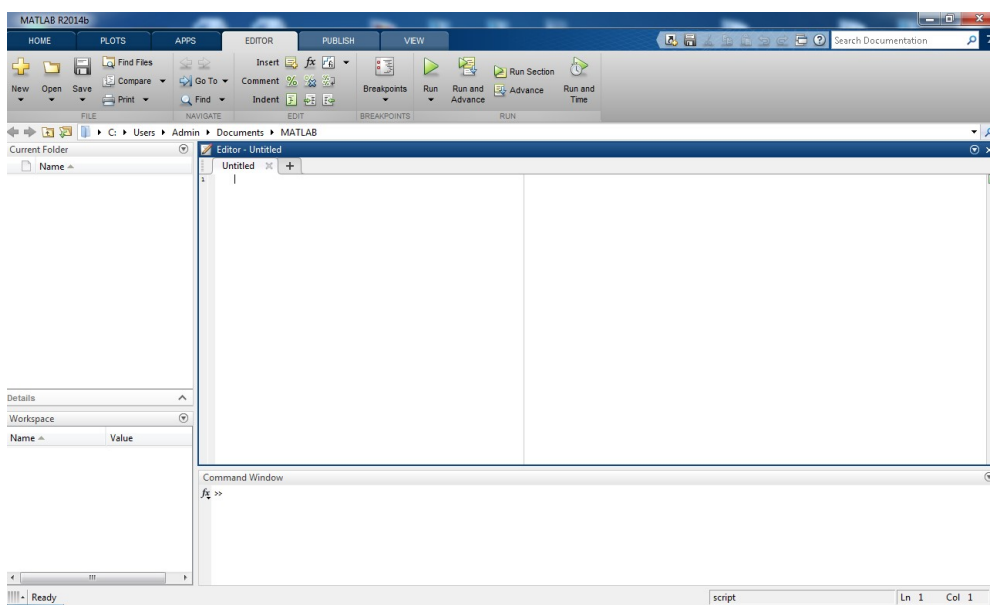 MATLAB R2014b
HOME PLOTS APPS EDITOR PUBLISH VIEW
Search Documentation
New Open Save Find Files Compare Print
FILE
Go To Find
NAVIGATE
Insert fx
Comment %
Indent
EDIT
Breakpoints
BREAKPOINTS
Run Run and Advance Run Section Advance Run and Time
RUN
C: Users Admin Documents MATLAB
Current Folder
Name
Editor - Untitled
Untitled +
1
Details
Workspace
Name Value
Command Window
fx >>
Ready
script
Ln 1 Col 1